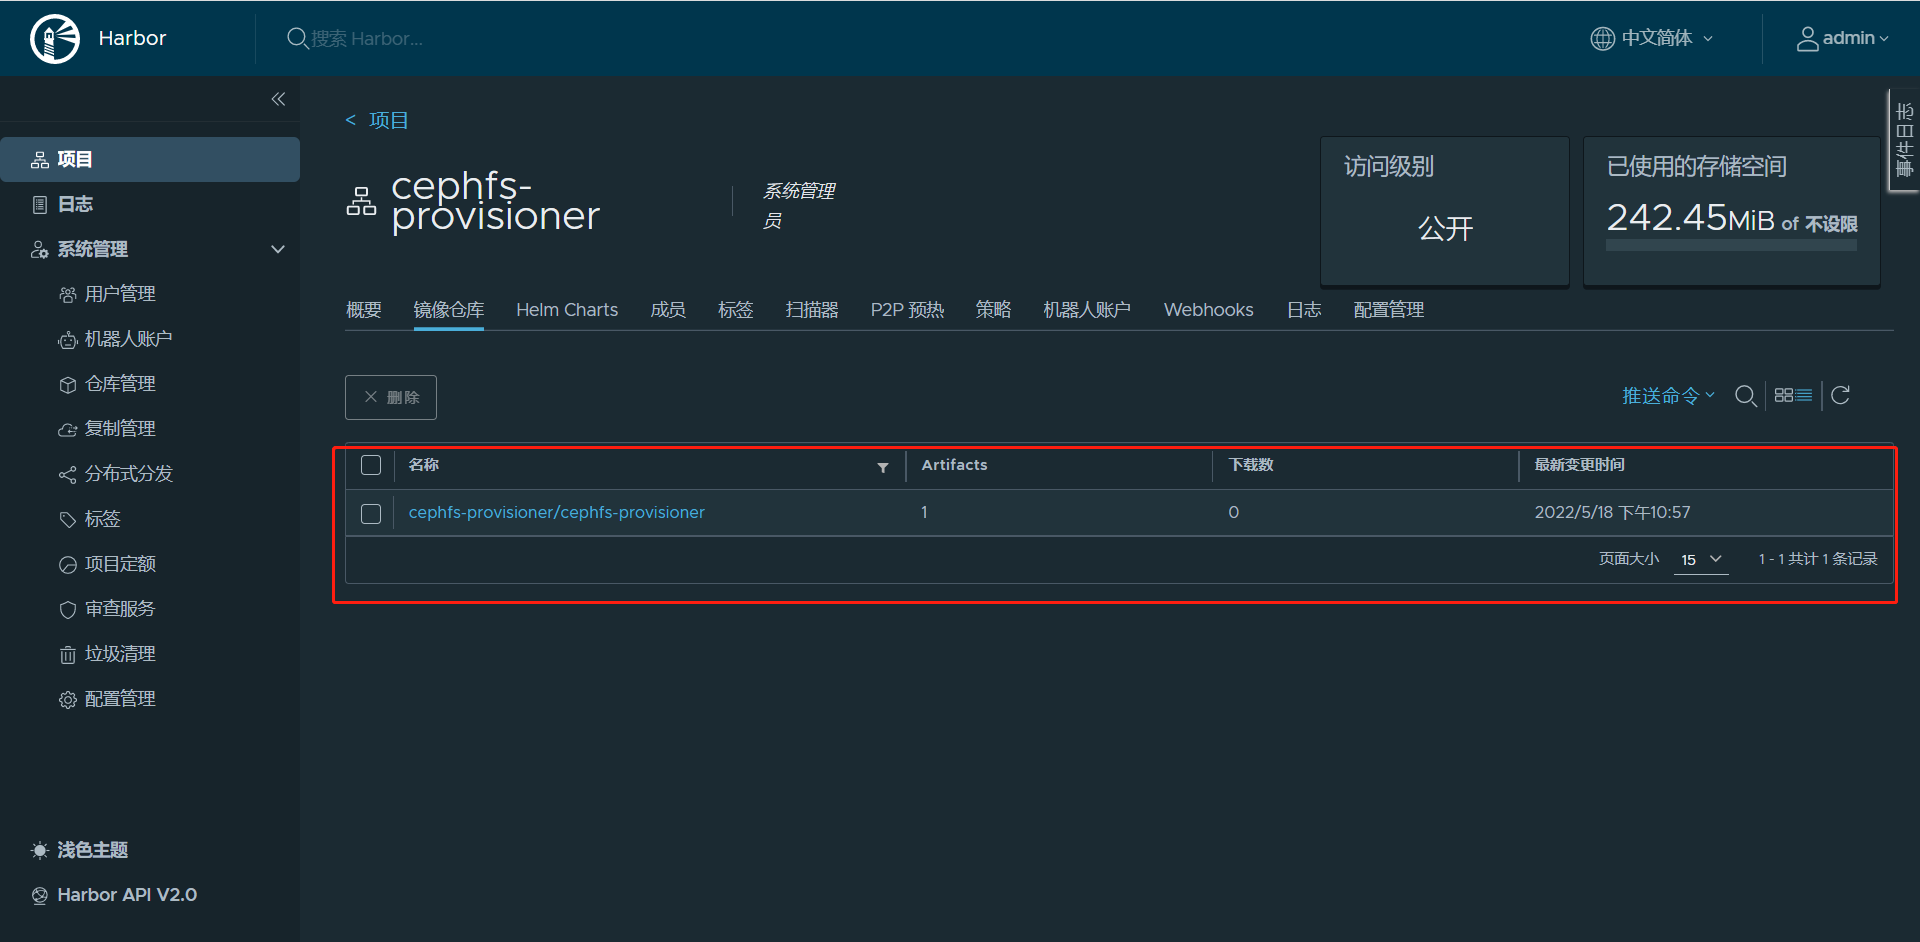 Harbor
搜索 Harbor...
中文简体
admin
项目
日志
系统管理
用户管理
机器人账户
仓库管理
复制管理
分布式分发
标签
项目定额
审查服务
垃圾清理
配置管理
浅色主题
Harbor API V2.0
< 项目
cephfs-
provisioner
系统管理
员
访问级别
公开
已使用的存储空间
242.45MiB of 不设限
事件日志
概要 镜像仓库 Helm Charts 成员 标签 扫描器 P2P 预热 策略 机器人账户 Webhooks 日志 配置管理
删除
推送命令
名称 Artifacts 下载数 最新变更时间
cephfs-provisioner/cephfs-provisioner 1 0 2022/5/18 下午10:57
页面大小 15 1 - 1 共计 1 条记录